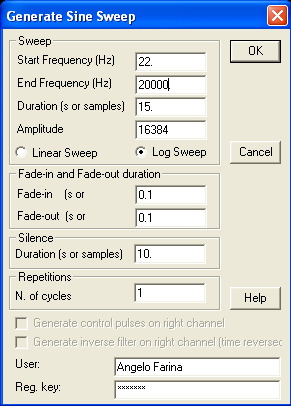 Generate Sine Sweep
Sweep
Start Frequency (Hz) 22.
End Frequency (Hz) 20000
Duration (s or samples) 15.
Amplitude 16384
Linear Sweep Log Sweep
OK
Cancel
Fade-in and Fade-out duration
Fade-in (s or 0.1
Fade-out (s or 0.1
Silence
Duration (s or samples) 10.
Repetitions
N. of cycles 1
Help
Generate control pulses on right channel
Generate inverse filter on right channel (time reversec
User: Angelo Farina
Reg. key: ×××××××